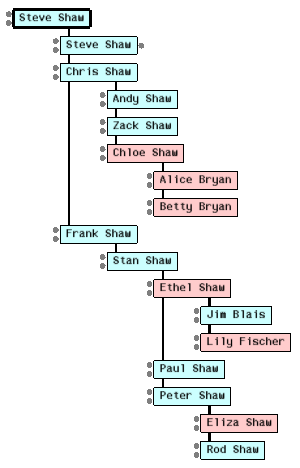 Steve Shaw
Steve Shaw
Chris Shaw
Andy Shaw
Zack Shaw
Chloe Shaw
Alice Bryan
Betty Bryan
Frank Shaw
Stan Shaw
Ethel Shaw
Jim Blais
Lily Fischer
Paul Shaw
Peter Shaw
Eliza Shaw
Rod Shaw